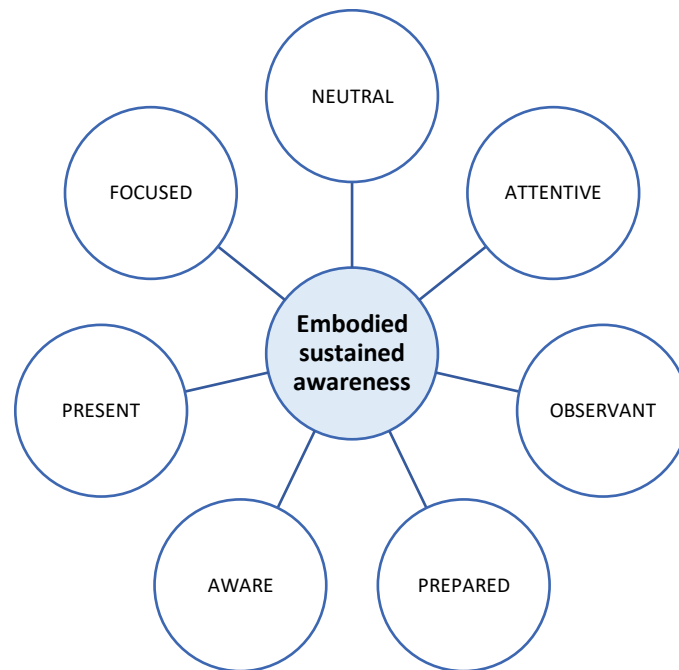 NEUTRAL
FOCUSED
ATTENTIVE
Embodied
sustained
awareness
PRESENT
OBSERVANT
AWARE
PREPARED